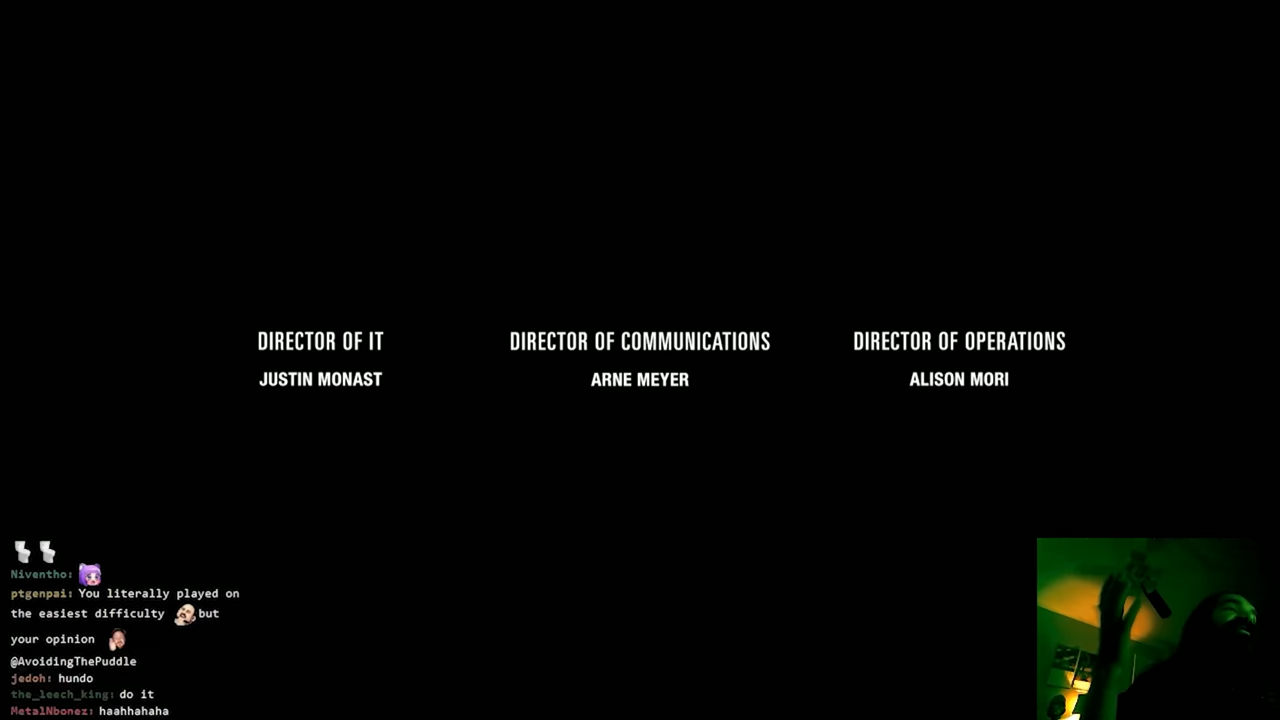 DIRECTOR OF IT
JUSTIN MONAST
DIRECTOR OF COMMUNICATIONS
ARNE MEYER
DIRECTOR OF OPERATIONS
ALISON MORI
Niventho:
ptgenpai: You literally played on
the easiest difficulty but
your opinion
@AvoidingThePuddle
jedoh: hundo
the_leech_king: do it
MetalNbonez: haahhahaha